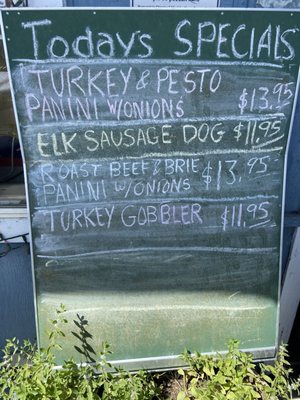 Todays SPECIALS
TURKEY & PESTO
PANINI W/ONIONS $13.95
ELK SAUSAGE DOG $11.95
ROAST BEEF & BRIE $13.95
PANINI W/ONIONS
TURKEY GOBBLER $11.95